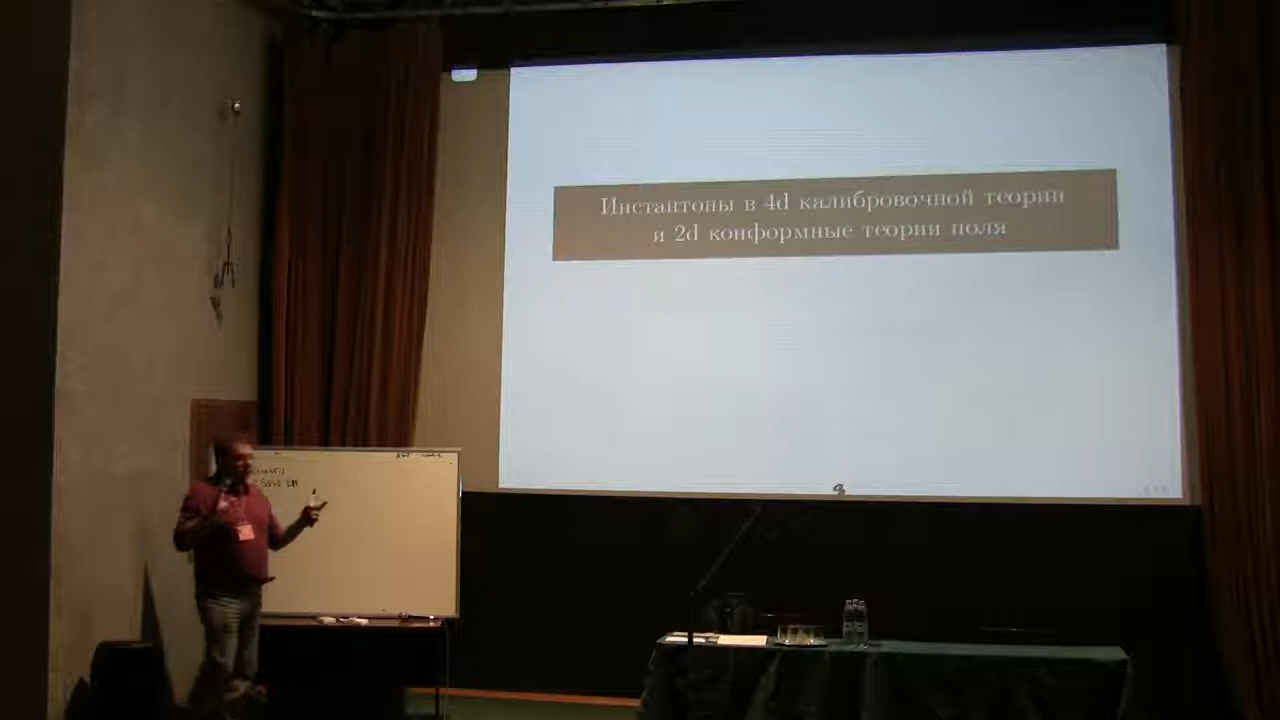 Инстантоны в 4d калибровочной теории
и 2d конформные теории поля